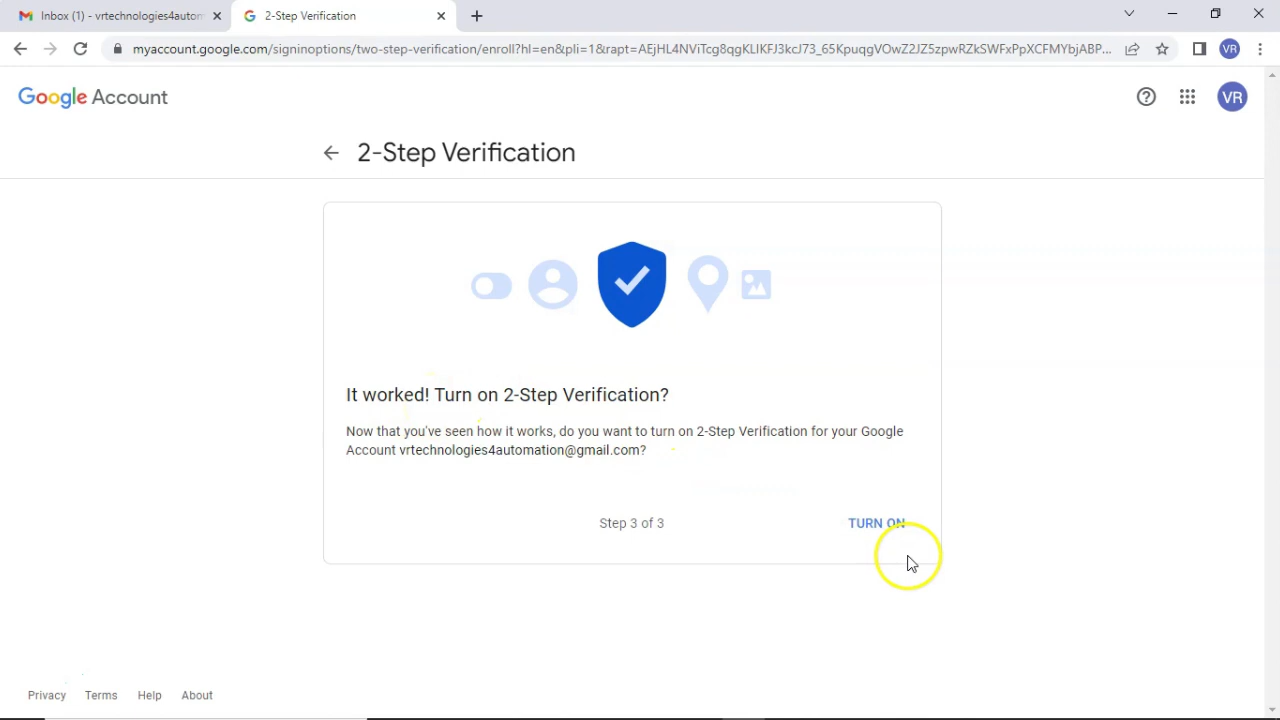 Inbox (1) - vrtechnologies4autom
2-Step Verification
myaccount.google.com/signinoptions/two-step-verification/enroll?hl=en&pli=1&rapt=AEjHL4NViTcg8qgKLIKFJ3kcJ73_65KpuqgVOwZ2JZ5zpwRZkSWFxPpXCFMYbjABP...
VR
Google Account
VR
2-Step Verification
It worked! Turn on 2-Step Verification?
Now that you've seen how it works, do you want to turn on 2-Step Verification for your Google
Account vrtechnologies4automation@gmail.com?
Step 3 of 3
TURN ON
Privacy Terms Help About